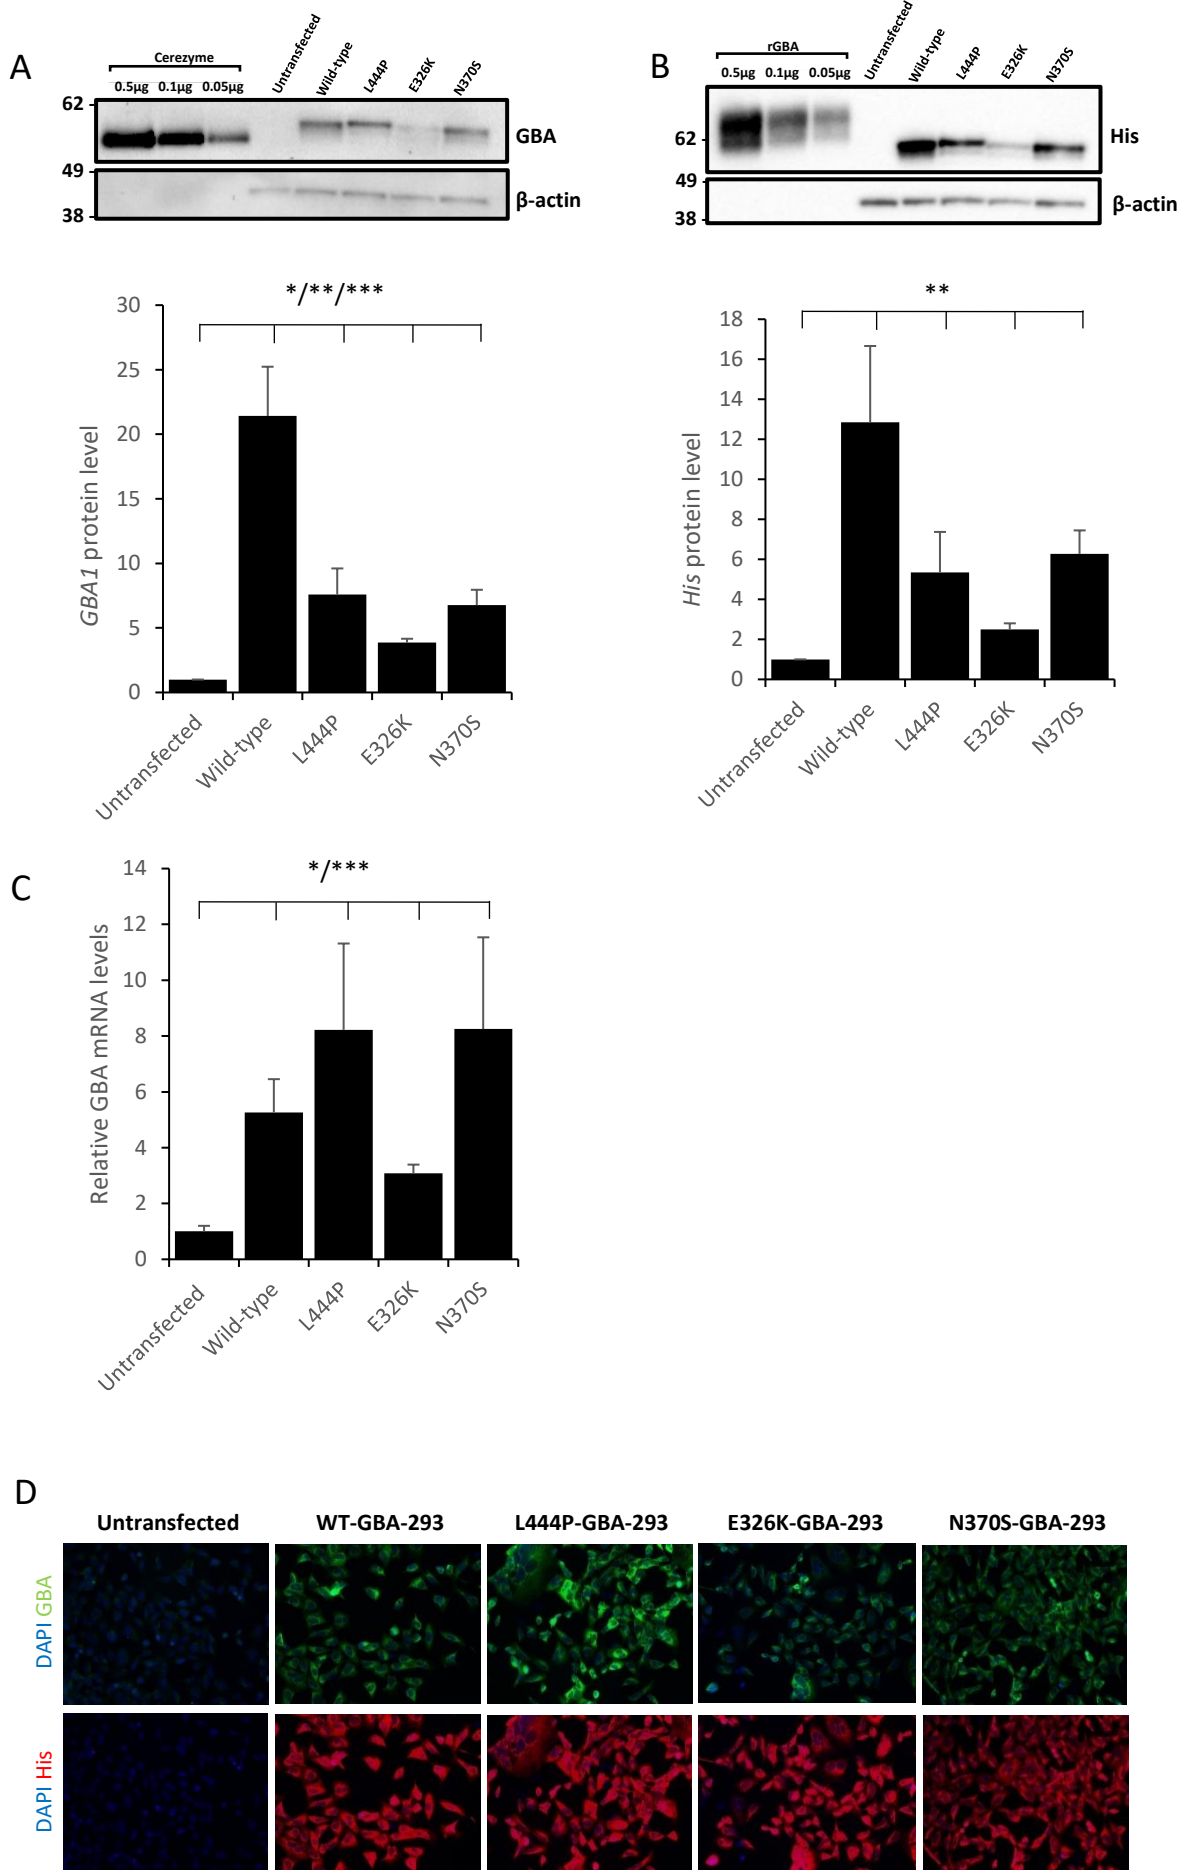 A
Cerezyme
0.5µg 0.1µg 0.05µg
Untransfected
Wild-type
L444P
E326K
N370S
62
49
38
GBA
β-actin
B
rGBA
0.5µg 0.1µg 0.05µg
Untransfected
Wild-type
L444P
E326K
N370S
62
49
38
His
β-actin
*/**/***
30
25
20
15
10
5
0
GBA1 protein level
Untransfected
Wild-type
L444P
E326K
N370S
**
18
16
14
12
10
8
6
4
2
0
His protein level
Untransfected
Wild-type
L444P
E326K
N370S
C
*/***
14
12
10
8
6
4
2
0
Relative GBA mRNA levels
Untransfected
Wild-type
L444P
E326K
N370S
D
Untransfected WT-GBA-293 L444P-GBA-293 E326K-GBA-293 N370S-GBA-293
DAPI GBA
DAPI His